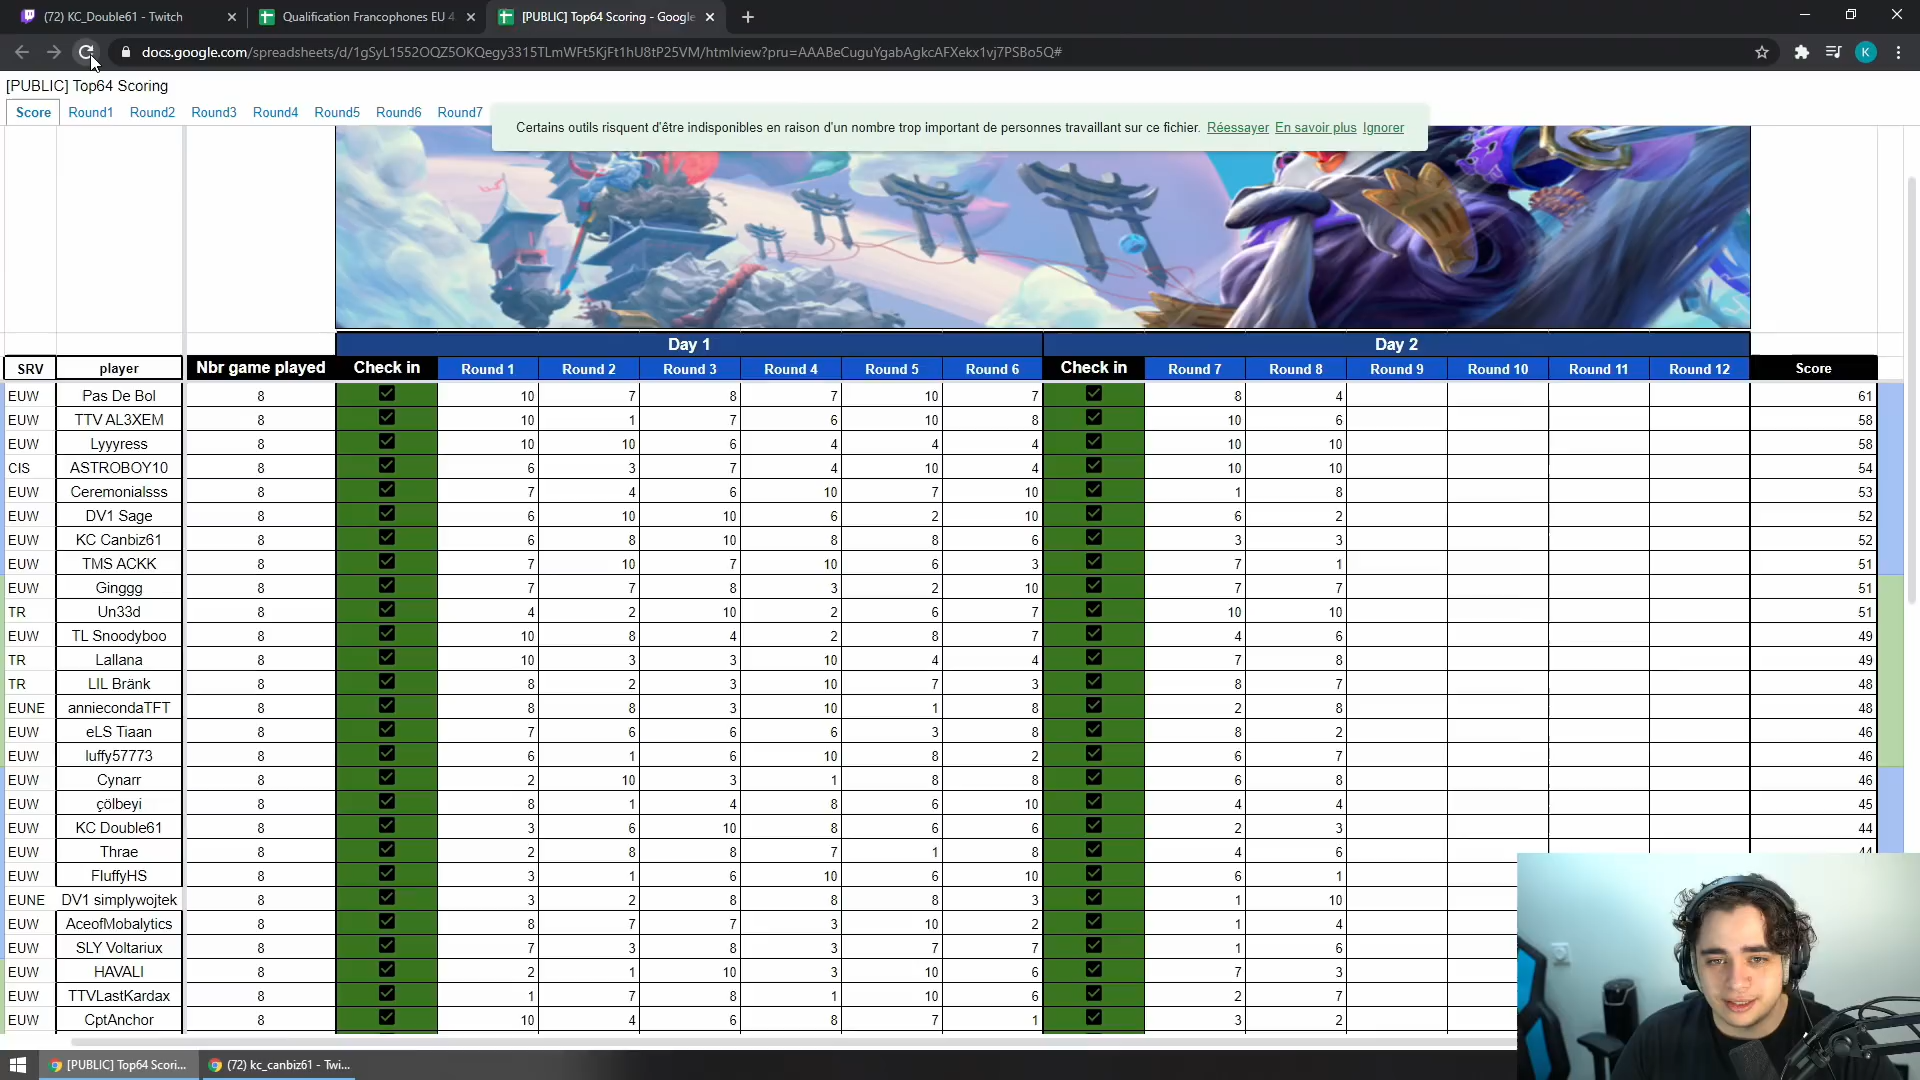 (72) KC_Double61 - Twitch
Qualification Francophones EU 4
[PUBLIC] Top64 Scoring - Google
docs.google.com/spreadsheets/d/1gSyL1552OQZ5OKQegy3315TLmWFt5KjFt1hU8tP25VM/htmlview?pru=AAABeCuguYgabAgkcAFXekx1vj7PSBo5Q#
K
[PUBLIC] Top64 Scoring
Score Round1 Round2 Round3 Round4 Round5 Round6 Round7
Certains outils risquent d'être indisponibles en raison d'un nombre trop important de personnes travaillant sur ce fichier. Réessayer En savoir plus Ignorer
Day 1 Day 2
SRV player Nbr game played Check in Round 1 Round 2 Round 3 Round 4 Round 5 Round 6 Check in Round 7 Round 8 Round 9 Round 10 Round 11 Round 12 Score
EUW Pas De Bol 8 10 7 8 7 10 7 8 4 61
EUW TTV AL3XEM 8 10 1 7 6 10 8 10 6 58
EUW Lyyyress 8 10 10 6 4 4 4 10 10 58
CIS ASTROBOY10 8 6 3 7 4 10 4 10 10 54
EUW Ceremonialsss 8 7 4 6 10 7 10 1 8 53
EUW DV1 Sage 8 6 10 10 6 2 10 6 2 52
EUW KC Canbiz61 8 6 8 10 8 8 6 3 3 52
EUW TMS ACKK 8 7 10 7 10 6 3 7 1 51
EUW Ginggg 8 7 7 8 3 2 10 7 7 51
TR Un33d 8 4 2 10 2 6 7 10 10 51
EUW TL Snoodyboo 8 10 8 4 2 8 7 4 6 49
TR Lallana 8 10 3 3 10 4 4 7 8 49
TR LIL Bränk 8 8 2 3 10 7 3 8 7 48
EUNE anniecondaTFT 8 8 8 3 10 1 8 2 8 48
EUW eLS Tiaan 8 7 6 6 6 3 8 8 2 46
EUW luffy57773 8 6 1 6 10 8 2 6 7 46
EUW Cynarr 8 2 10 3 1 8 8 6 8 46
EUW çölbeyi 8 8 1 4 8 6 10 4 4 45
EUW KC Double61 8 3 6 10 8 6 6 2 3 44
EUW Thrae 8 2 8 8 7 1 8 4 6 44
EUW FluffyHS 8 3 1 6 10 6 10 6 1
EUNE DV1 simplywojtek 8 3 2 8 8 8 3 1 10
EUW AceofMobalytics 8 8 7 7 3 10 2 1 4
EUW SLY Voltariux 8 7 3 8 3 7 7 1 6
EUW HAVALI 8 2 1 10 3 10 6 7 3
EUW TTVLastKardax 8 1 7 8 1 10 6 2 7
EUW CptAnchor 8 10 4 6 8 7 1 3 2
[PUBLIC] Top64 Scori... (72) kc_canbiz61 - Twi...